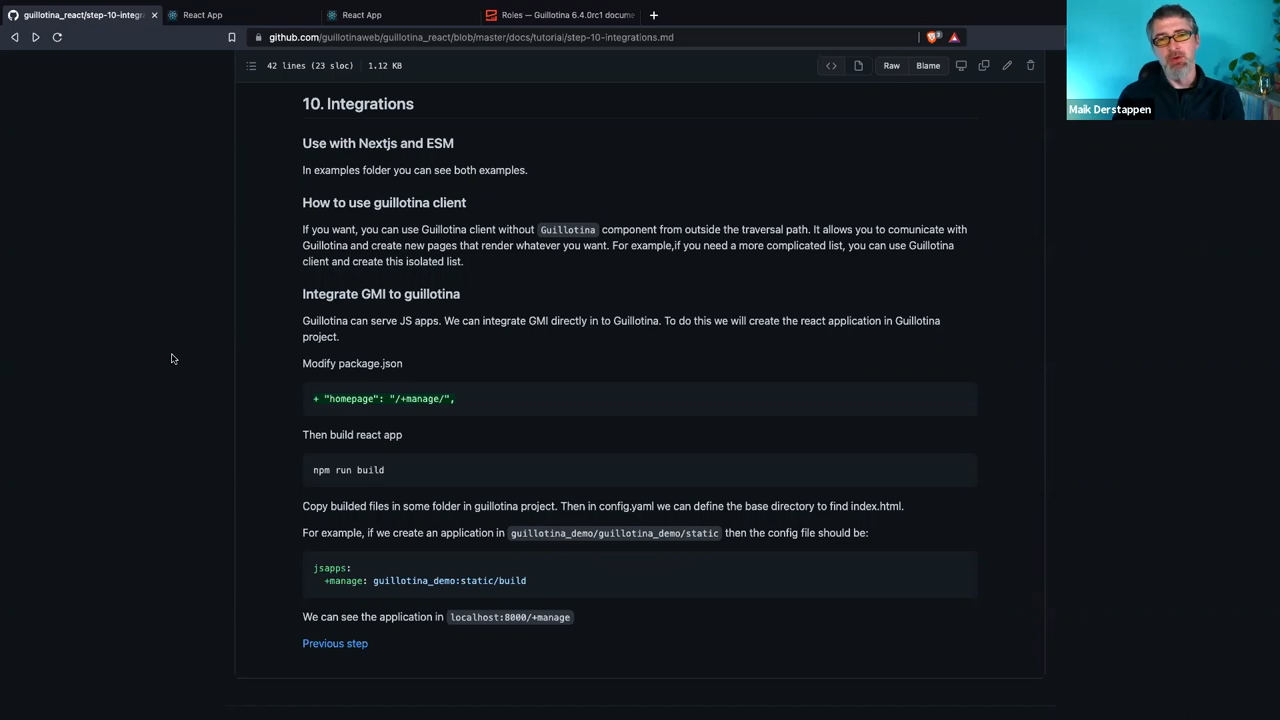 guillotina_react/step-10-integra
React App
React App
Roles — Guillotina 6.4.0rc1 docume
github.com/guillotinaweb/guillotina_react/blob/master/docs/tutorial/step-10-integrations.md
42 lines (23 sloc) 1.12 KB
Raw
Blame
Maik Derstappen
10. Integrations
Use with Nextjs and ESM
In examples folder you can see both examples.
How to use guillotina client
If you want, you can use Guillotina client without Guillotina component from outside the traversal path. It allows you to comunicate with
Guillotina and create new pages that render whatever you want. For example,if you need a more complicated list, you can use Guillotina
client and create this isolated list.
Integrate GMI to guillotina
Guillotina can serve JS apps. We can integrate GMI directly in to Guillotina. To do this we will create the react application in Guillotina
project.
Modify package.json
+ "homepage": "/+manage/",
Then build react app
npm run build
Copy builded files in some folder in guillotina project. Then in config.yaml we can define the base directory to find index.html.
For example, if we create an application in guillotina_demo/guillotina_demo/static then the config file should be:
jsapps:
+manage: guillotina_demo:static/build
We can see the application in localhost:8000/+manage
Previous step